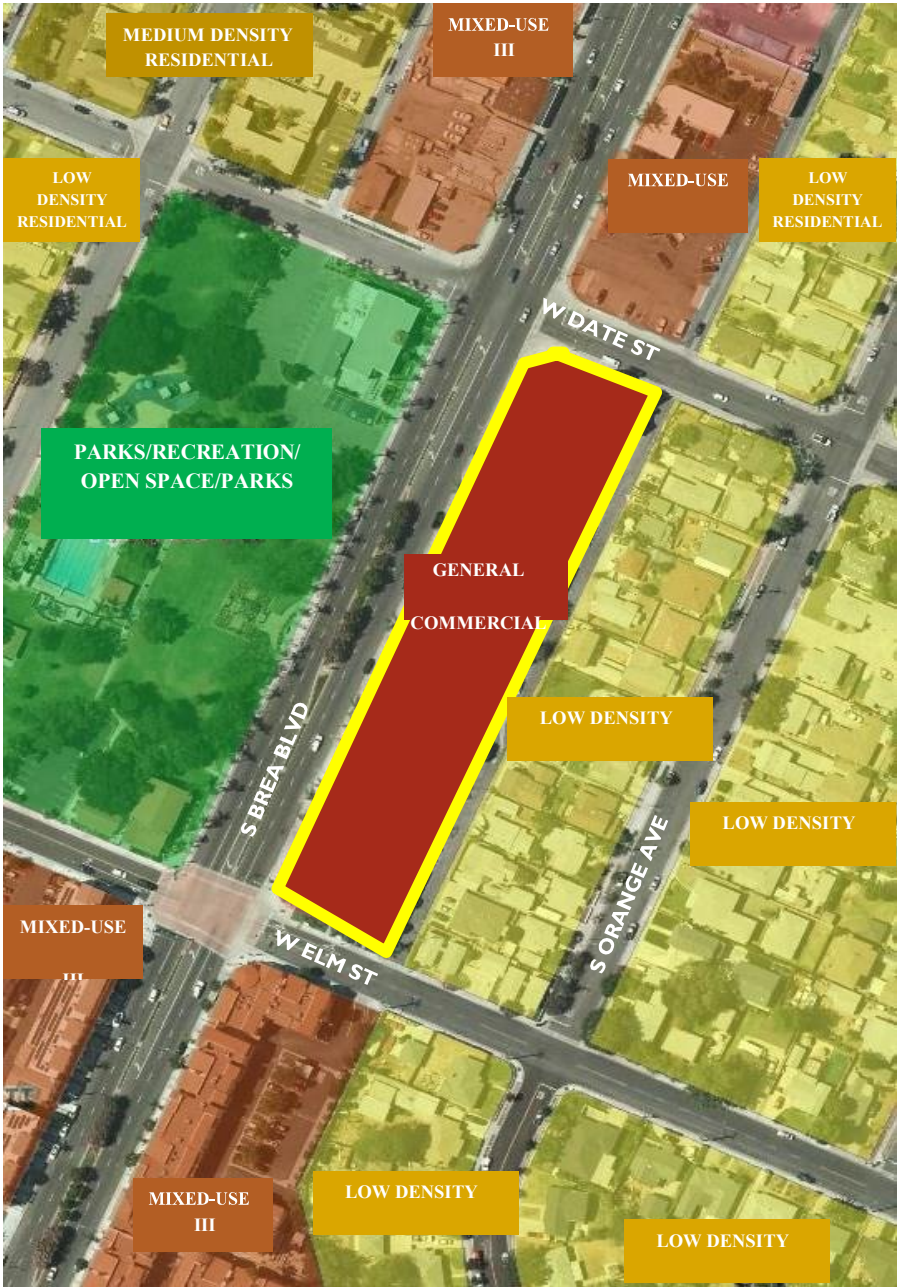 MEDIUM DENSITY
RESIDENTIAL
MIXED-USE
III
LOW
DENSITY
RESIDENTIAL
MIXED-USE
LOW
DENSITY
RESIDENTIAL
W DATE ST
PARKS/RECREATION/
OPEN SPACE/PARKS
GENERAL
COMMERCIAL
LOW DENSITY
S BREA BLVD
LOW DENSITY
S ORANGE AVE
MIXED-USE
III
W ELM ST
MIXED-USE
III
LOW DENSITY
LOW DENSITY